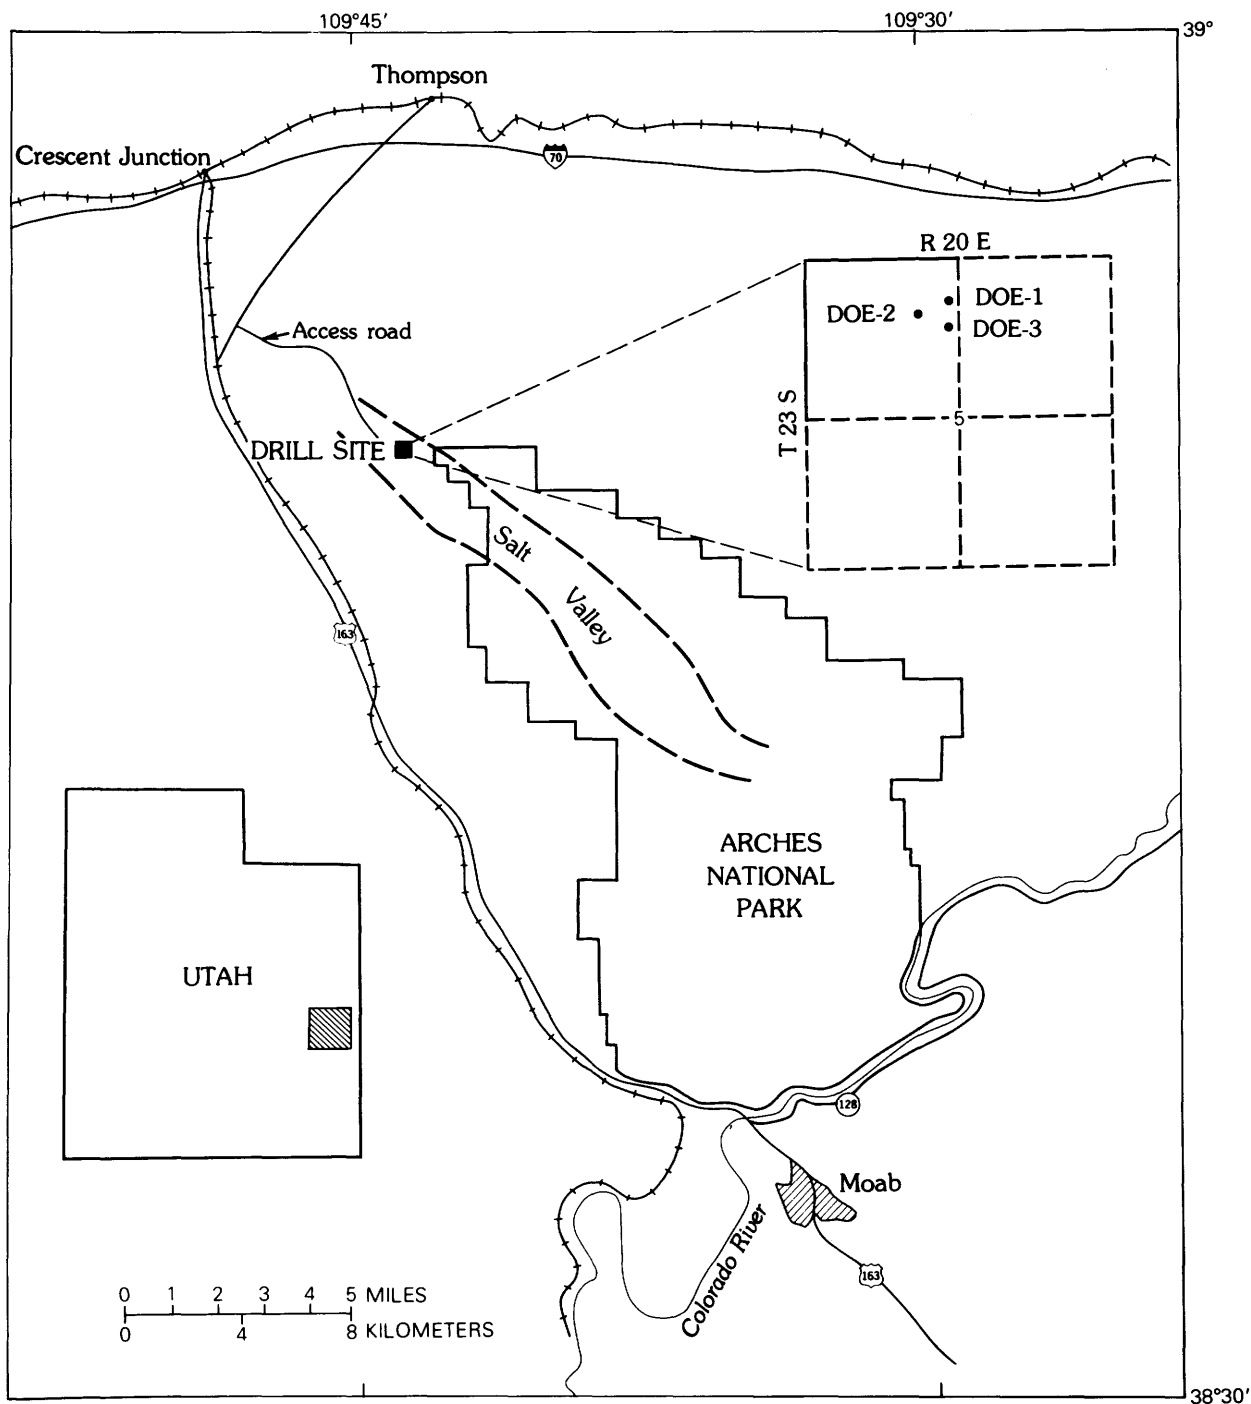 109°45′
109°30′
39°
Thompson
Crescent Junction
70
R 20 E
DOE-1
DOE-2
DOE-3
Access road
T 23 S
5
DRILL SITE
Salt
Valley
163
ARCHES
NATIONAL
PARK
UTAH
128
Moab
Colorado River
163
0 1 2 3 4 5 MILES
0 4 8 KILOMETERS
38°30′